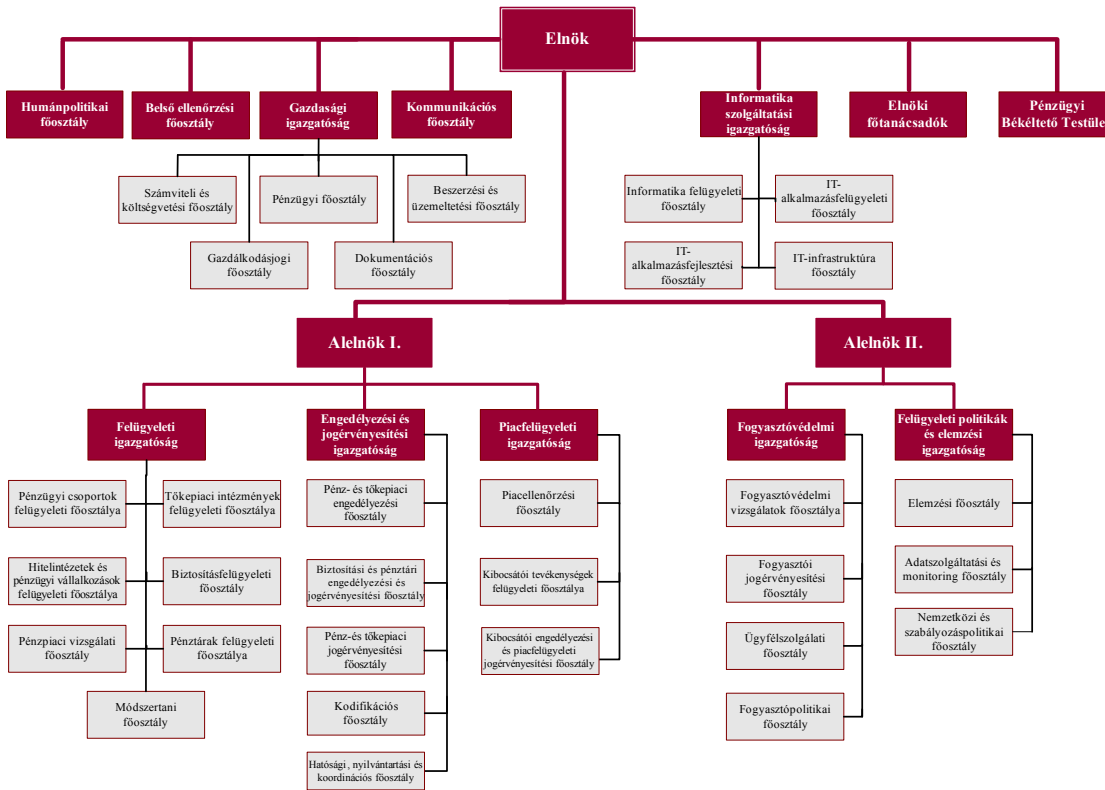 Elnök
Humánpolitikai
főosztály
Belső ellenőrzési
főosztály
Gazdasági
igazgatóság
Kommunikációs
főosztály
Informatika
szolgáltatási
igazgatóság
Elnöki
főtanácsadók
Pénzügyi
Békéltető Testület
Számviteli és
költségvetési főosztály
Pénzügyi főosztály
Beszerzési és
üzemeltetési főosztály
Gazdálkodásjogi
főosztály
Dokumentációs
főosztály
Informatika felügyeleti
főosztály
IT-
alkalmazásfelügyeleti
főosztály
IT-
alkalmazásfejlesztési
főosztály
IT-infrastruktúra
főosztály
Alelnök I.
Alelnök II.
Felügyeleti
igazgatóság
Engedélyezési és
jogérvényesítési
igazgatóság
Piacfelügyeleti
igazgatóság
Fogyasztóvédelmi
igazgatóság
Felügyeleti politikák
és elemzési
igazgatóság
Pénzügyi csoportok
felügyeleti főosztálya
Tőkepiaci intézmények
felügyeleti főosztálya
Hitelintézetek és
pénzügyi vállalkozások
felügyeleti főosztálya
Biztosításfelügyeleti
főosztály
Pénzpiaci vizsgálati
főosztály
Pénztárak felügyeleti
főosztálya
Módszertani
főosztály
Pénz- és tőkepiaci
engedélyezési
főosztály
Biztosítási és pénztári
engedélyezési és
jogérvényesítési főosztály
Pénz-és tőkepiaci
jogérvényesítési
főosztály
Kodifikációs
főosztály
Hatósági, nyilvántartási és
koordinációs főosztály
Piacellenőrzési
főosztály
Kibocsátói tevékenységek
felügyeleti főosztálya
Kibocsátói engedélyezési
és piacfelügyeleti
jogérvényesítési főosztály
Fogyasztóvédelmi
vizsgálatok főosztálya
Fogyasztói
jogérvényesítési
főosztály
Ügyfélszolgálati
főosztály
Fogyasztópolitikai
főosztály
Elemzési főosztály
Adatszolgáltatási és
monitoring főosztály
Nemzetközi és
szabályozáspolitikai
főosztály